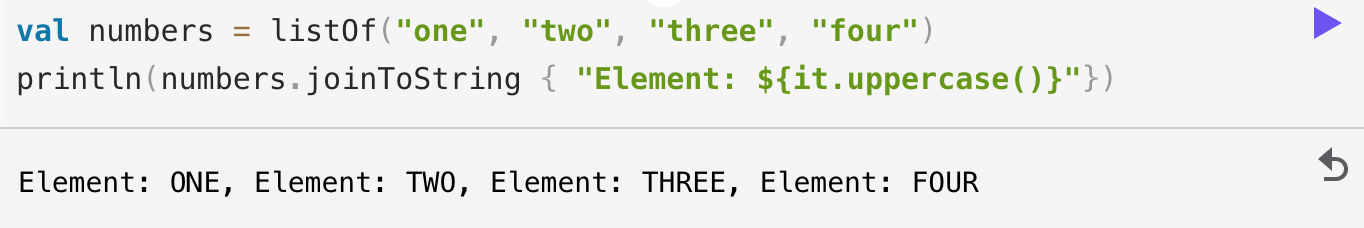 val numbers = listOf("one", "two", "three", "four")
println(numbers.joinToString { "Element: ${it.uppercase()}"})
Element: ONE, Element: TWO, Element: THREE, Element: FOUR